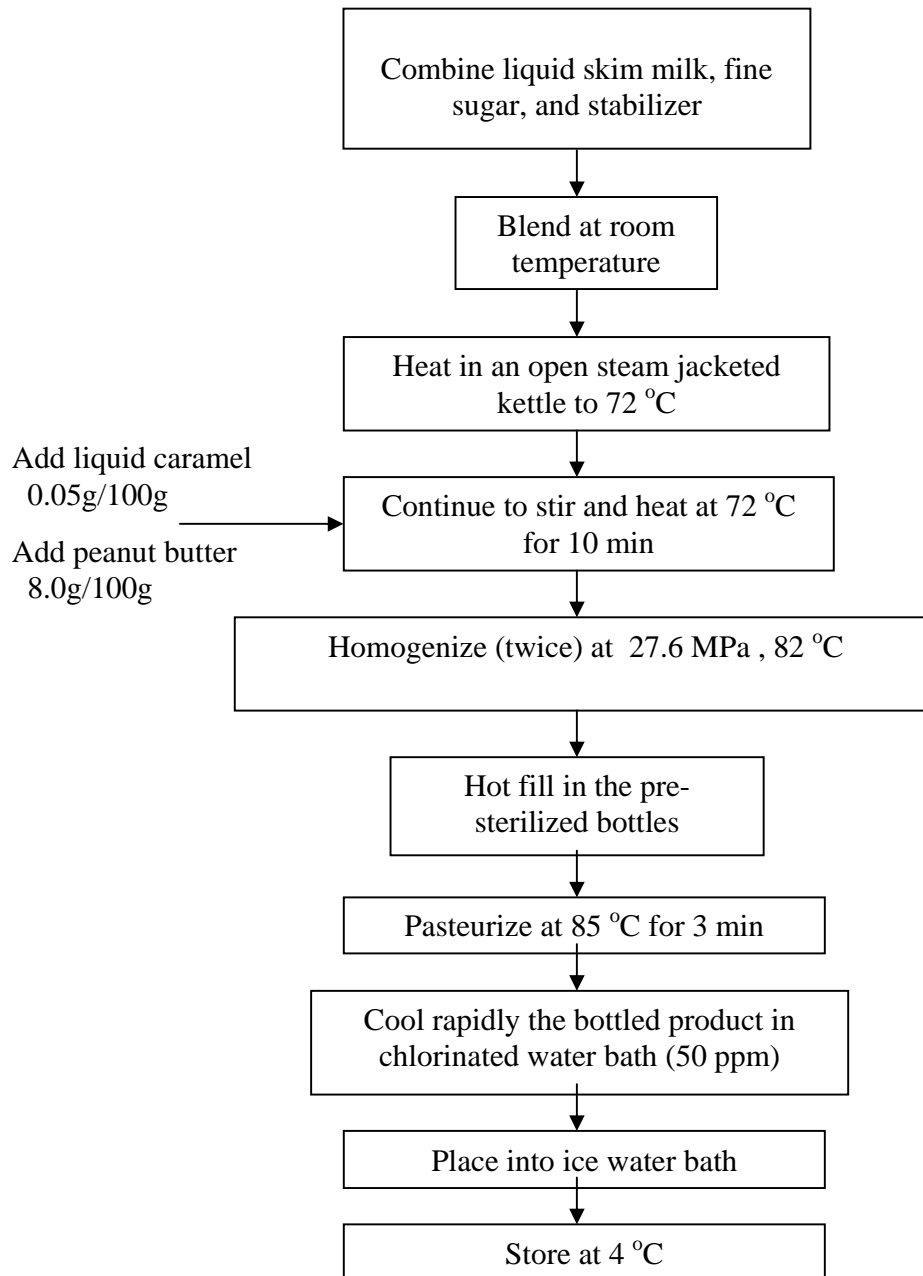 Combine liquid skim milk, fine
sugar, and stabilizer
Blend at room
temperature
Heat in an open steam jacketed
kettle to 72 °C
Add liquid caramel
0.05g/100g
Add peanut butter
8.0g/100g
Continue to stir and heat at 72 °C
for 10 min
Homogenize (twice) at 27.6 MPa , 82 °C
Hot fill in the pre-
sterilized bottles
Pasteurize at 85 °C for 3 min
Cool rapidly the bottled product in
chlorinated water bath (50 ppm)
Place into ice water bath
Store at 4 °C